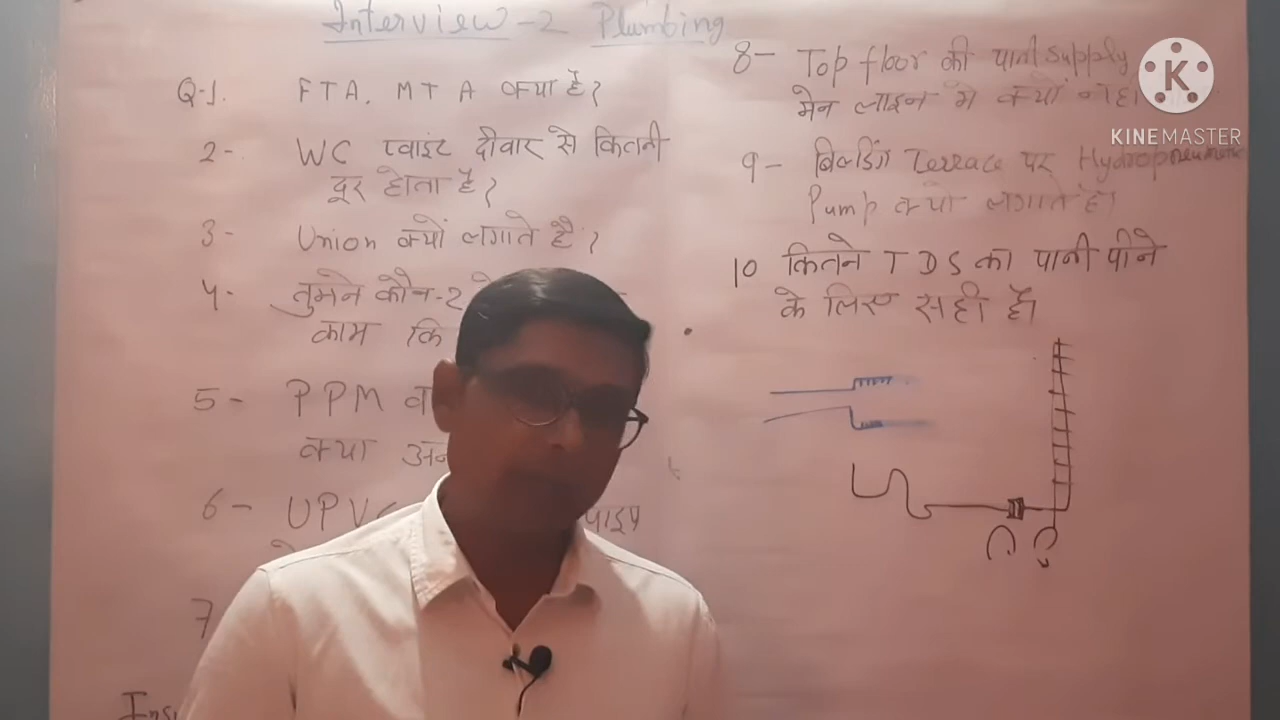 Interview-2 Plumbing
Q-1. FTA, MTA क्या है?
2- WC प्वाइंट दीवार से कितनी
दूर होता है?
3- Union क्यों लगाते है?
4- तुमने कौन-2
काम कि
5- PPM
क्या
6- UPVC पाइप
7
8- Top floor की पानी supply
मेन लाइन से क्यों
9- बिल्डिंग Terrace पर Hydropneumatic
Pump क्यों लगाते है।
10 कितने TDS का पानी पीने
के लिए सही है।
K
KINEMASTER